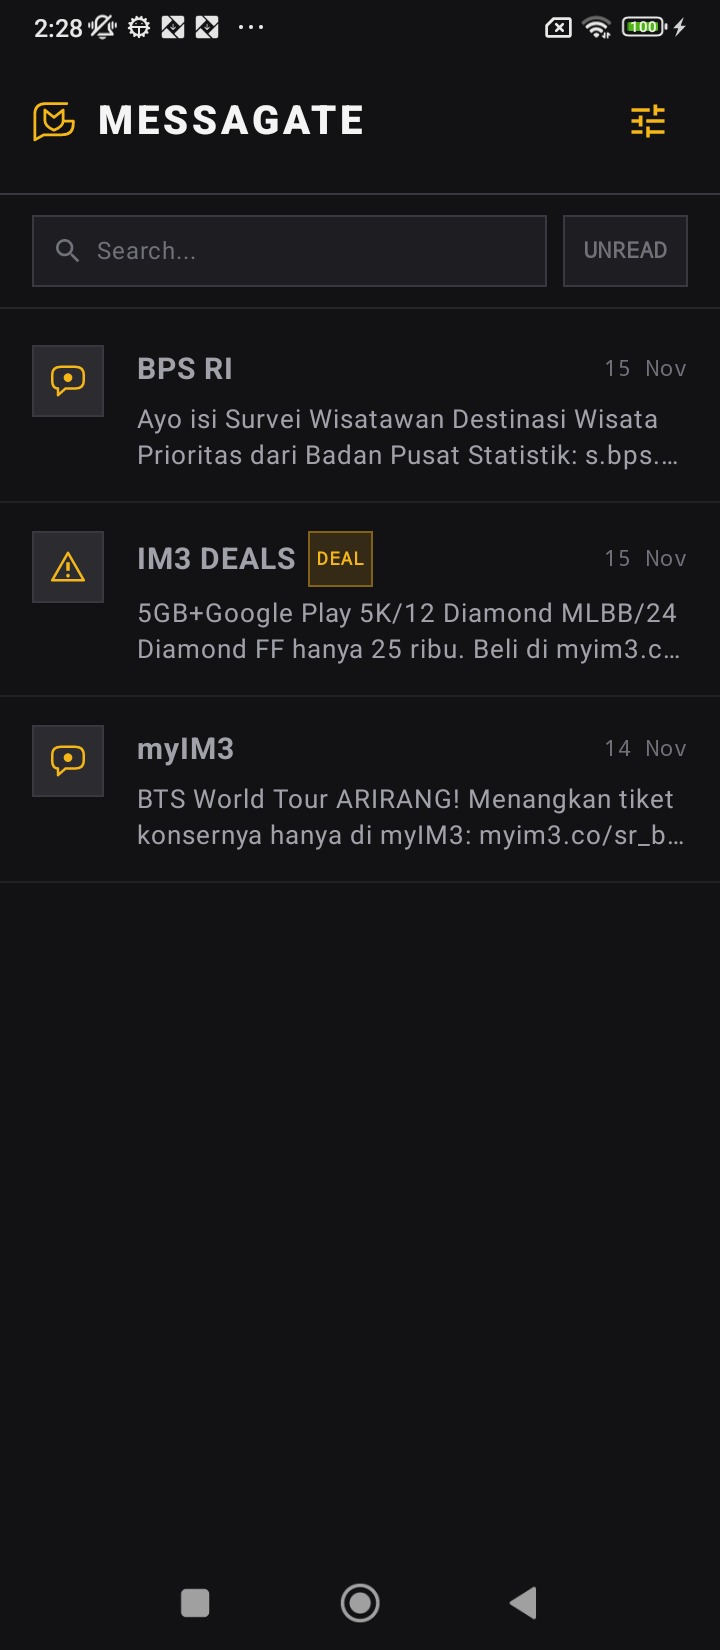 2:28
100
MESSAGATE
Search...
UNREAD
BPS RI
15 Nov
Ayo isi Survei Wisatawan Destinasi Wisata
Prioritas dari Badan Pusat Statistik: s.bps.…
IM3 DEALS
DEAL
15 Nov
5GB+Google Play 5K/12 Diamond MLBB/24
Diamond FF hanya 25 ribu. Beli di myim3.c…
myIM3
14 Nov
BTS World Tour ARIRANG! Menangkan tiket
konsernya hanya di myIM3: myim3.co/sr_b…